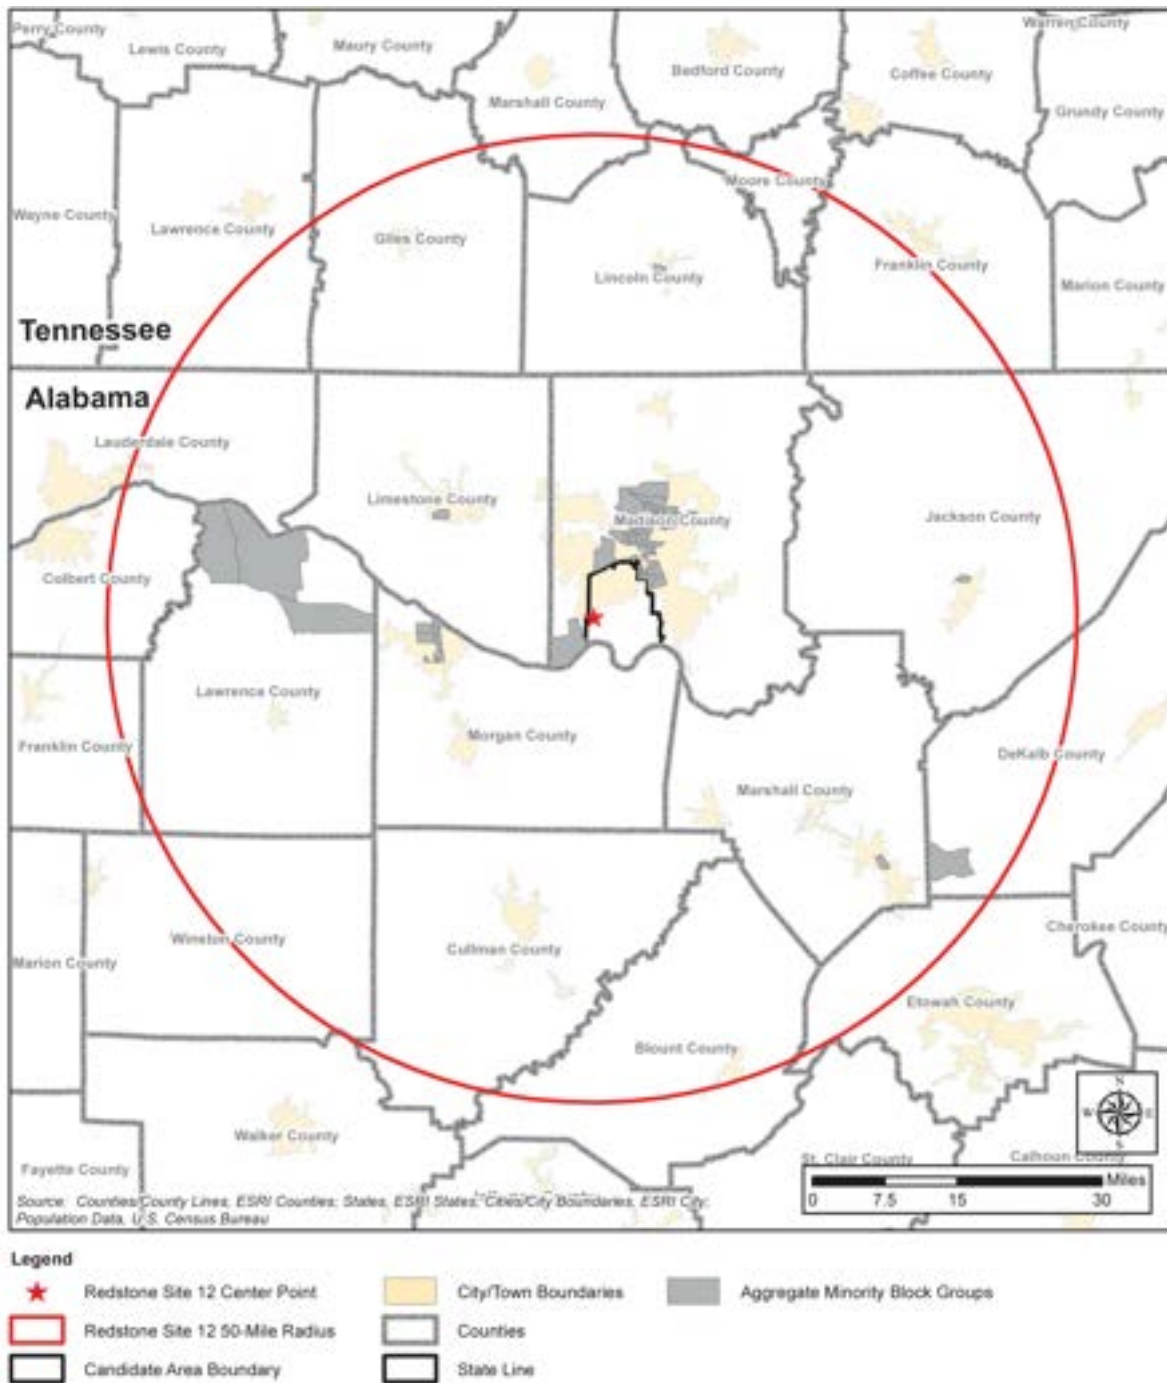 Perry County
Lewis County
Maury County
Marshall County
Bedford County
Coffee County
Warren County
Grundy County
Wayne County
Lawrence County
Giles County
Lincoln County
Moore County
Franklin County
Marion County
Tennessee
Alabama
Lauderdale County
Limestone County
Madison County
Jackson County
Colbert County
Lawrence County
Franklin County
Morgan County
Marshall County
DeKalb County
Winston County
Marion County
Cullman County
Cherokee County
Etowah County
Blount County
Walker County
Fayette County
St. Clair County
Calhoun County
N
W E
S
Miles
0 7.5 15 30
Source: Counties/County Lines, ESRI Counties; States, ESRI States; Cities/City Boundaries, ESRI City;
Population Data, U.S. Census Bureau
Legend
Redstone Site 12 Center Point
City/Town Boundaries
Aggregate Minority Block Groups
Redstone Site 12 50-Mile Radius
Counties
Candidate Area Boundary
State Line